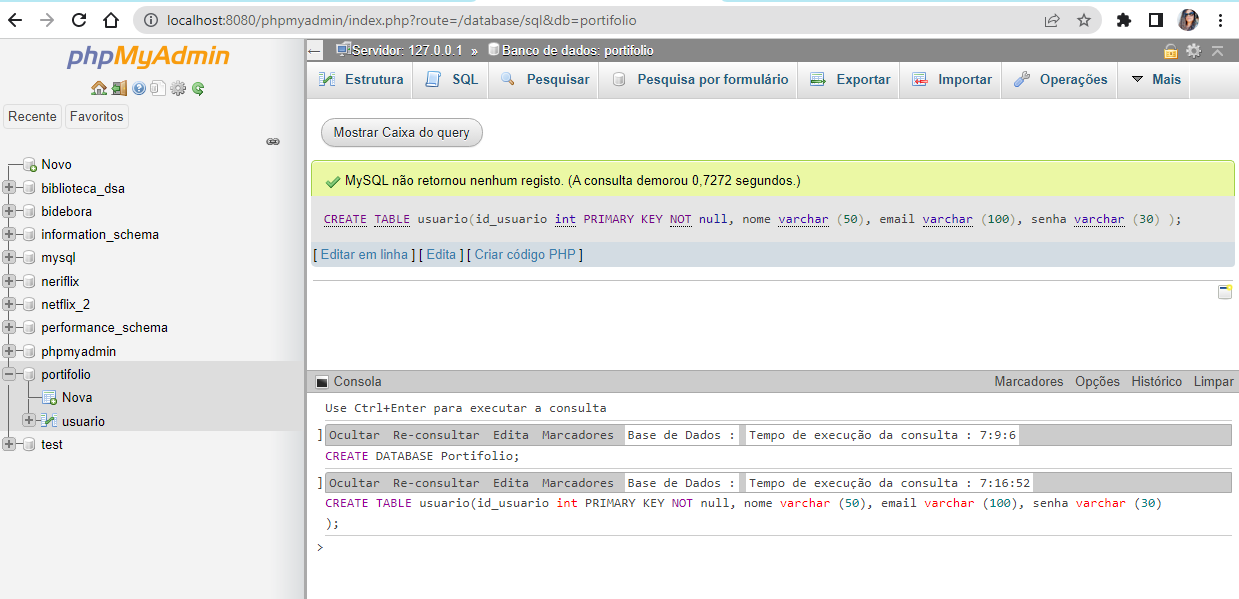 localhost:8080/phpmyadmin/index.php?route=/database/sql&db=portifolio
phpMyAdmin
Recente Favoritos
Novo
biblioteca_dsa
bidebora
information_schema
mysql
neriflix
netflix_2
performance_schema
phpmyadmin
portifolio
Nova
usuario
test
Servidor: 127.0.0.1 » Banco de dados: portifolio
Estrutura SQL Pesquisar Pesquisa por formulário Exportar Importar Operações Mais
Mostrar Caixa do query
MySQL não retornou nenhum registo. (A consulta demorou 0,7272 segundos.)
CREATE TABLE usuario(id_usuario int PRIMARY KEY NOT null, nome varchar (50), email varchar (100), senha varchar (30) );
[ Editar em linha ] [ Edita ] [ Criar código PHP ]
Consola Marcadores Opções Histórico Limpar
Use Ctrl+Enter para executar a consulta
] Ocultar Re-consultar Edita Marcadores Base de Dados : Tempo de execução da consulta : 7:9:6
CREATE DATABASE Portifolio;
] Ocultar Re-consultar Edita Marcadores Base de Dados : Tempo de execução da consulta : 7:16:52
CREATE TABLE usuario(id_usuario int PRIMARY KEY NOT null, nome varchar (50), email varchar (100), senha varchar (30)
);
>